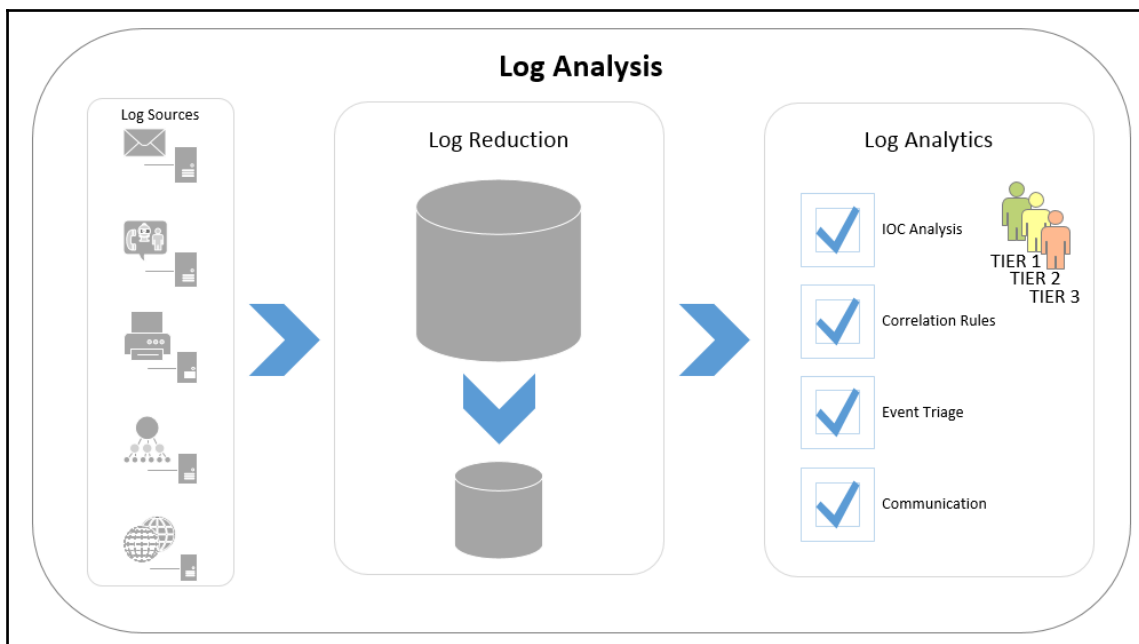 Log Analysis
Log Sources
Log Reduction
Log Analytics
IOC Analysis
TIER 1
TIER 2
TIER 3
Correlation Rules
Event Triage
Communication